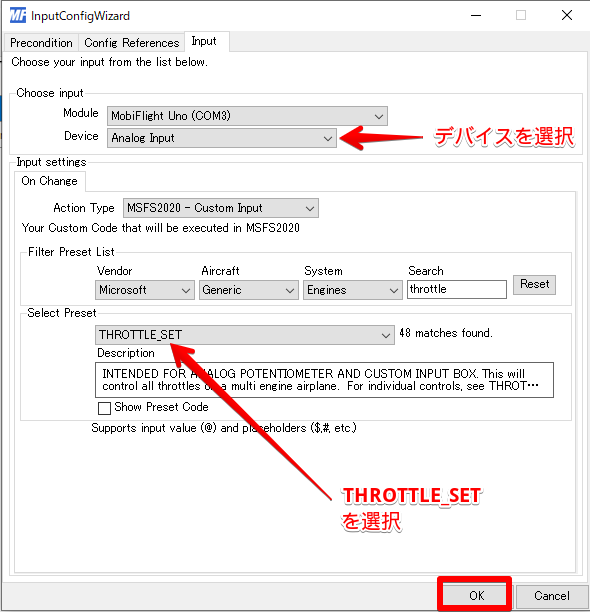 MF InputConfigWizard
Precondition Config References Input
Choose your input from the list below.
Choose input
Module MobiFlight Uno (COM3)
Device Analog Input
デバイスを選択
Input settings
On Change
Action Type MSFS2020 - Custom Input
Your Custom Code that will be executed in MSFS2020
Filter Preset List
Vendor Aircraft System Search
Microsoft Generic Engines throttle Reset
Select Preset
THROTTLE_SET 48 matches found.
Description
INTENDED FOR ANALOG POTENTIOMETER AND CUSTOM INPUT BOX. This will
control all throttles on a multi engine airplane. For individual controls, see THROT…
Show Preset Code
Supports input value (@) and placeholders ($,#, etc.)
THROTTLE_SET
を選択
OK Cancel